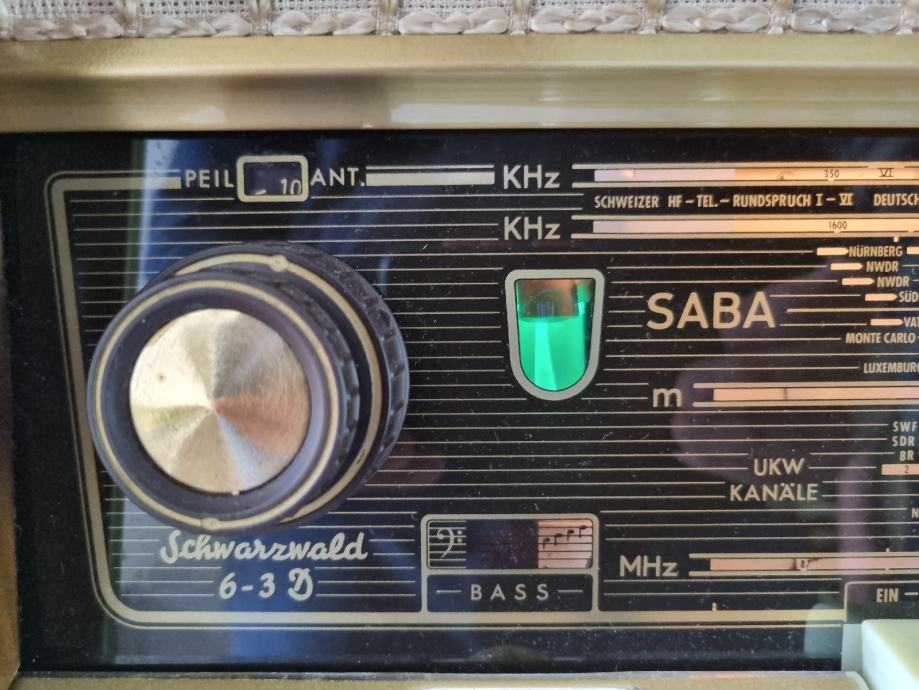 PEIL 10 ANT. KHz 350 VI
SCHWEIZER HF-TEL.-RUNDSPRUCH I-VI DEUTSCH
KHz 1600
NÜRNBERG
NWDR
NWDR
SÜD
SABA
VAT
MONTE CARLO
LUXEMBURG
m
SWF
SDR
BR
2
UKW
KANÄLE
N
Schwarzwald
6-3 D
MHz 87
BASS
EIN